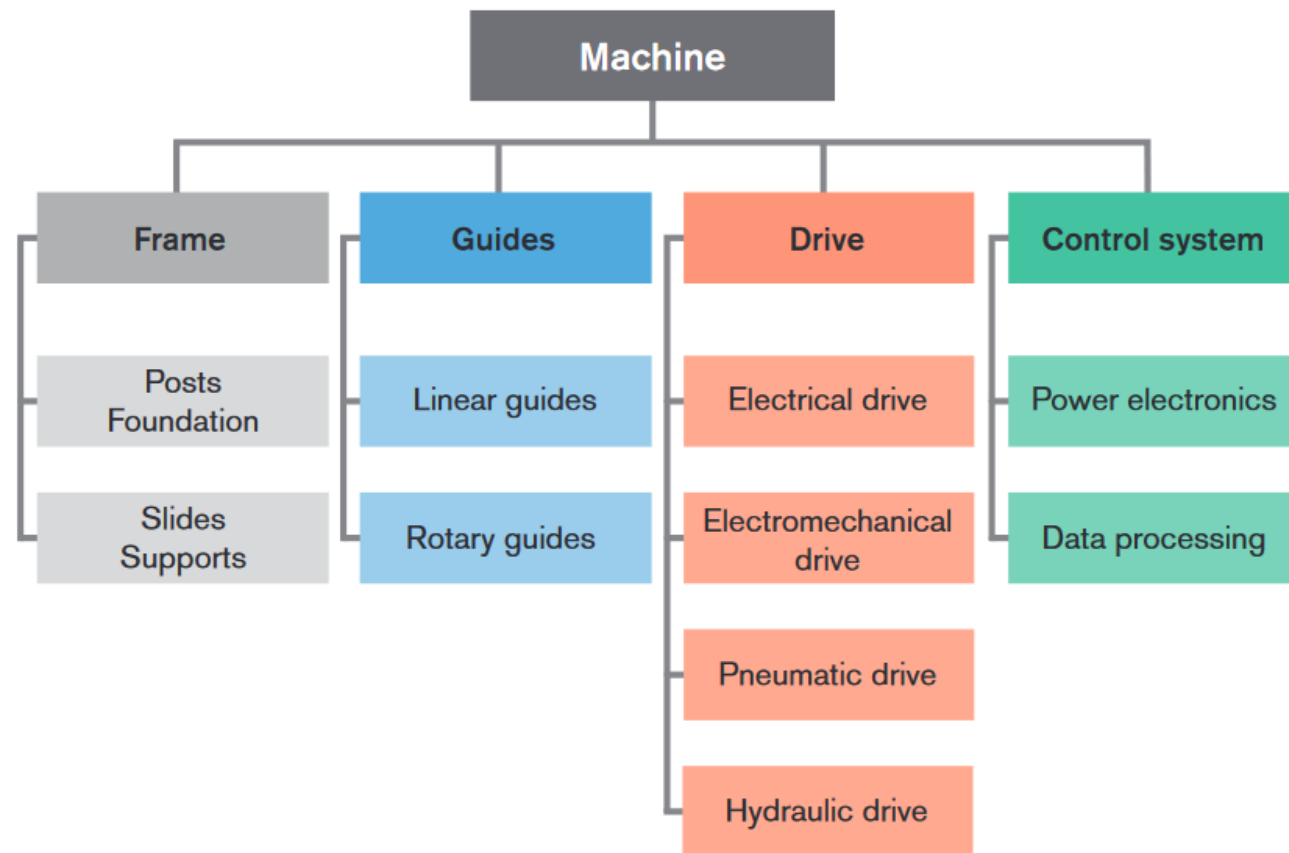 Machine
Frame
Guides
Drive
Control system
Posts
Foundation
Linear guides
Electrical drive
Power electronics
Slides
Supports
Rotary guides
Electromechanical
drive
Data processing
Pneumatic drive
Hydraulic drive